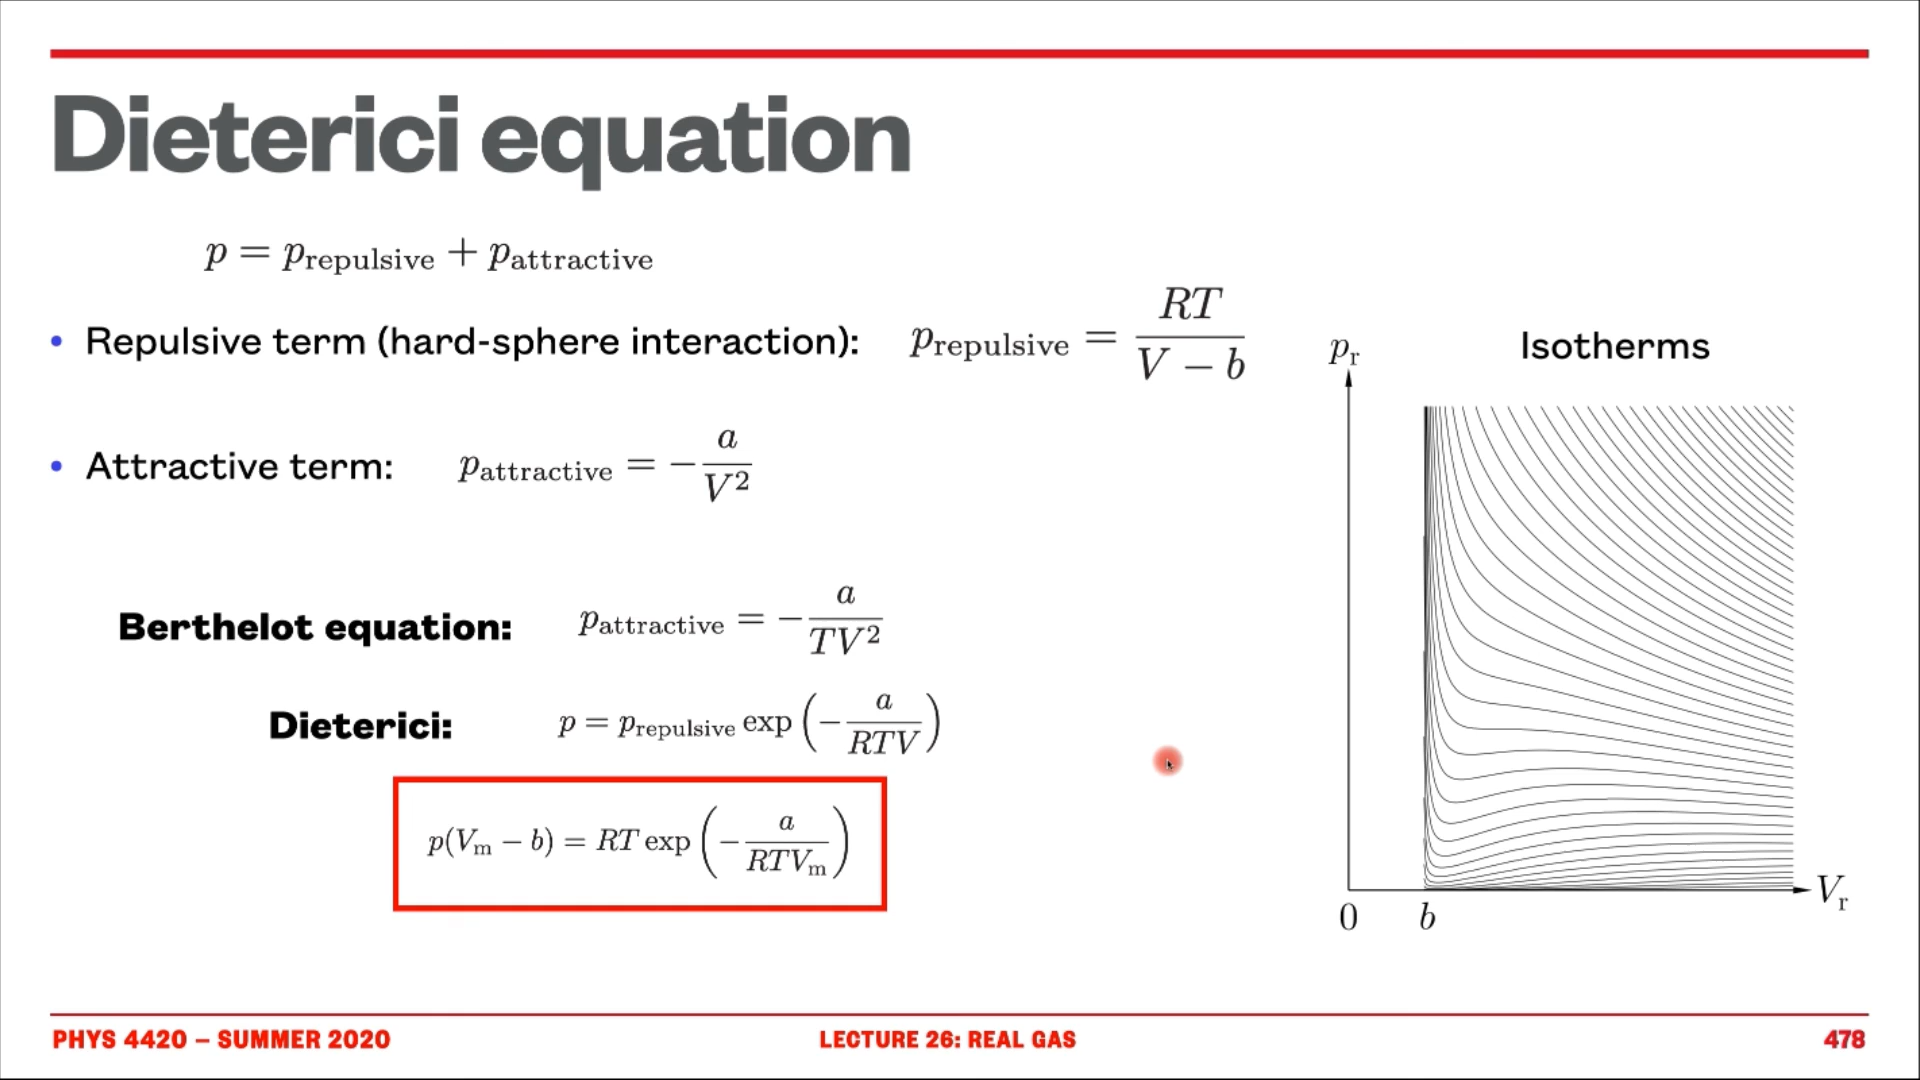 Dieterici equation
p = p_repulsive + p_attractive
• Repulsive term (hard-sphere interaction): p_repulsive = RT / (V − b)
• Attractive term: p_attractive = −a / V²
Berthelot equation: p_attractive = −a / TV²
Dieterici: p = p_repulsive exp(−a / RTV)
p(V_m − b) = RT exp(−a / RTV_m)
Isotherms
p_r
V_r
0 b
PHYS 4420 – SUMMER 2020 LECTURE 26: REAL GAS 478